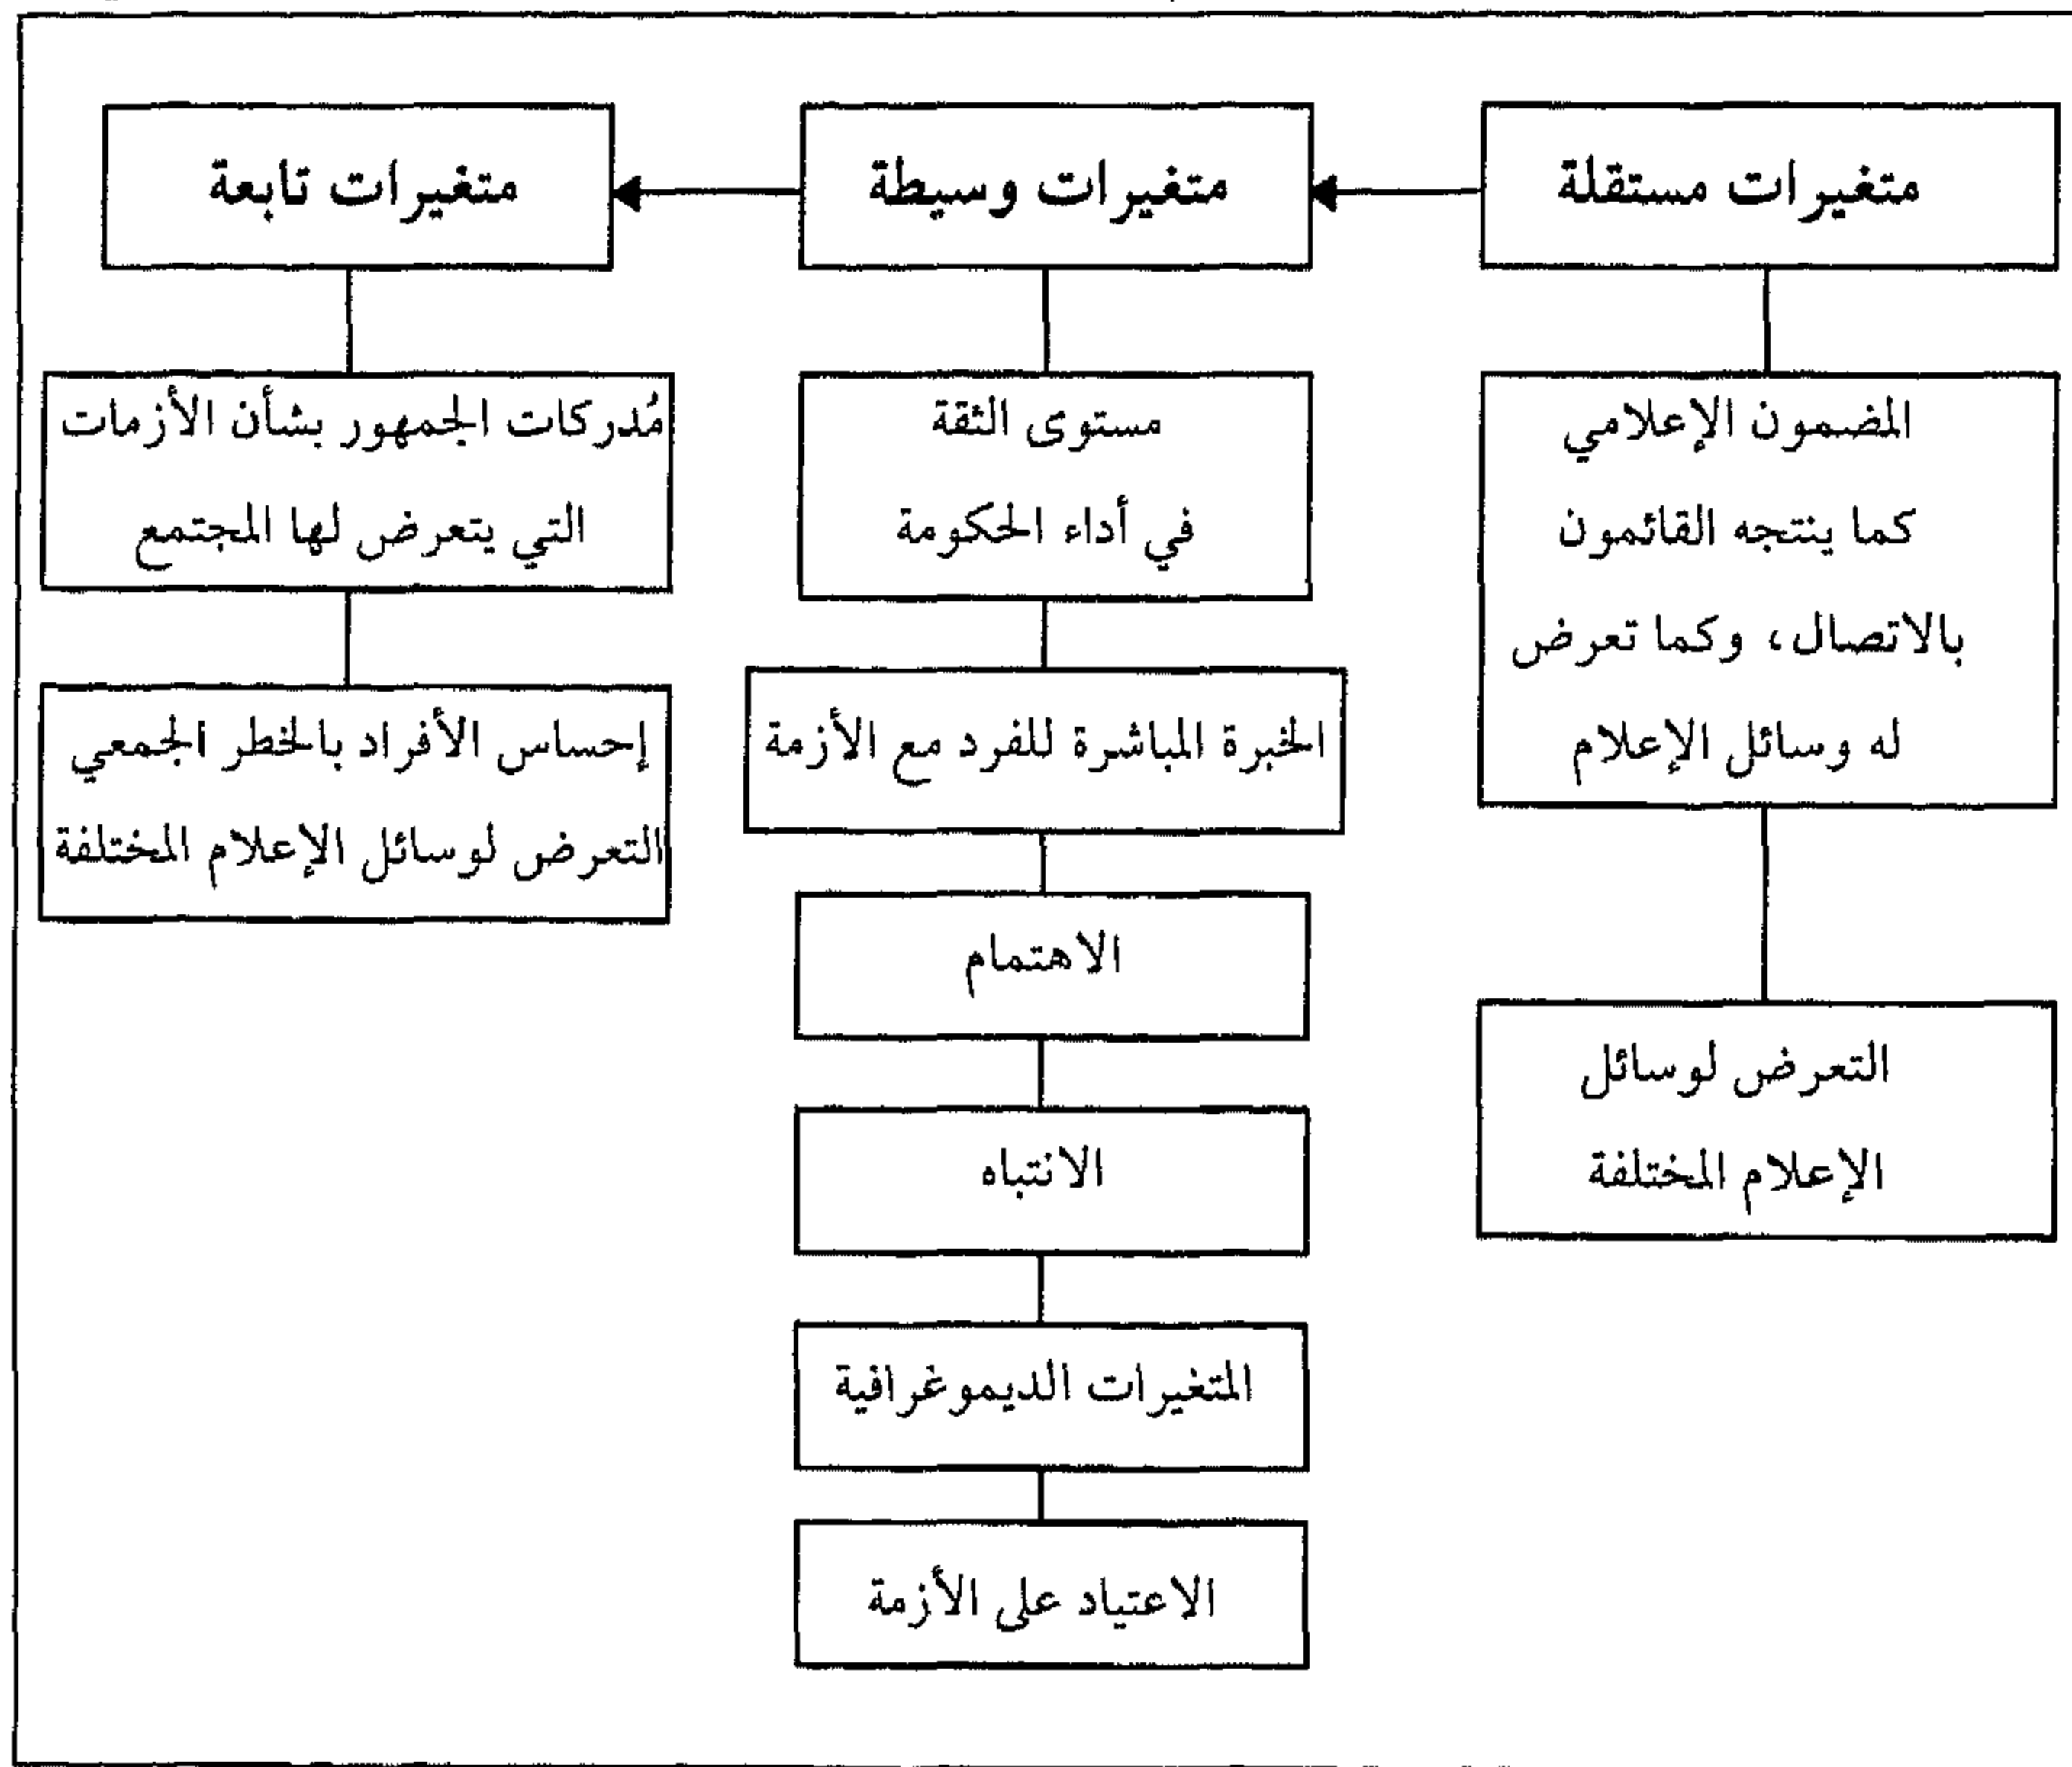 متغيرات مستقلة
متغيرات وسيطة
متغيرات تابعة
المضمون الإعلامي
كما ينتجه القائمون
بالاتصال، وكما تعرض
له وسائل الإعلام
التعرض لوسائل
الإعلام المختلفة
مستوى الثقة
في أداء الحكومة
الخبرة المباشرة للفرد مع الأزمة
الاهتمام
الانتباه
المتغيرات الديموغرافية
الاعتياد على الأزمة
مُدركات الجمهور بشأن الأزمات
التي يتعرض لها المجتمع
إحساس الأفراد بالخطر الجمعي
التعرض لوسائل الإعلام المختلفة